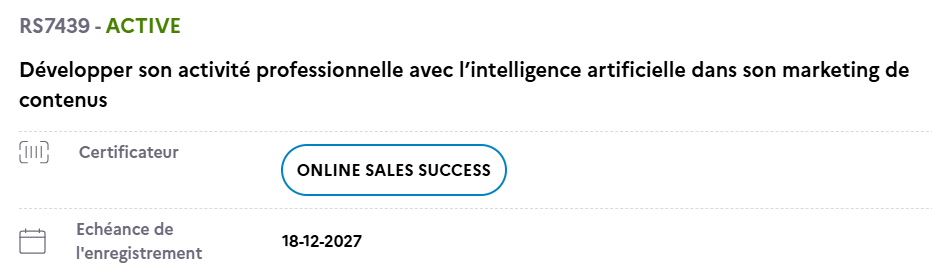 RS7439 - ACTIVE
Développer son activité professionnelle avec l’intelligence artificielle dans son marketing de
contenus
Certificateur
ONLINE SALES SUCCESS
Echéance de
l'enregistrement
18-12-2027